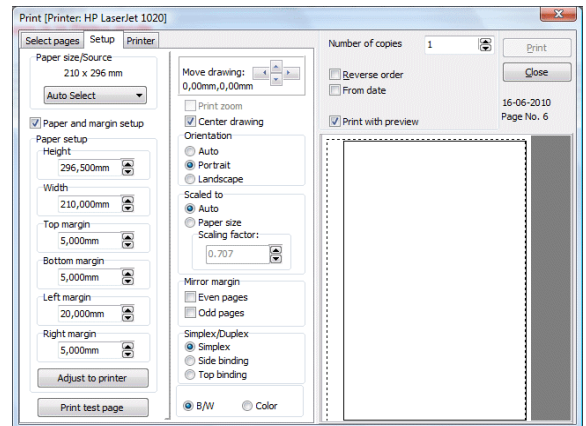 Print [Printer: HP LaserJet 1020]
Select pages Setup Printer
Paper size/Source
210 x 296 mm
Auto Select
Paper and margin setup
Paper setup
Height
296,500mm
Width
210,000mm
Top margin
5,000mm
Bottom margin
5,000mm
Left margin
20,000mm
Right margin
5,000mm
Adjust to printer
Print test page
Move drawing:
0,00mm,0,00mm
Print zoom
Center drawing
Orientation
Auto
Portrait
Landscape
Scaled to
Auto
Paper size
Scaling factor:
0.707
Mirror margin
Even pages
Odd pages
Simplex/Duplex
Simplex
Side binding
Top binding
B/W Color
Number of copies 1
Reverse order
From date
Print with preview
Print
Close
16-06-2010
Page No. 6